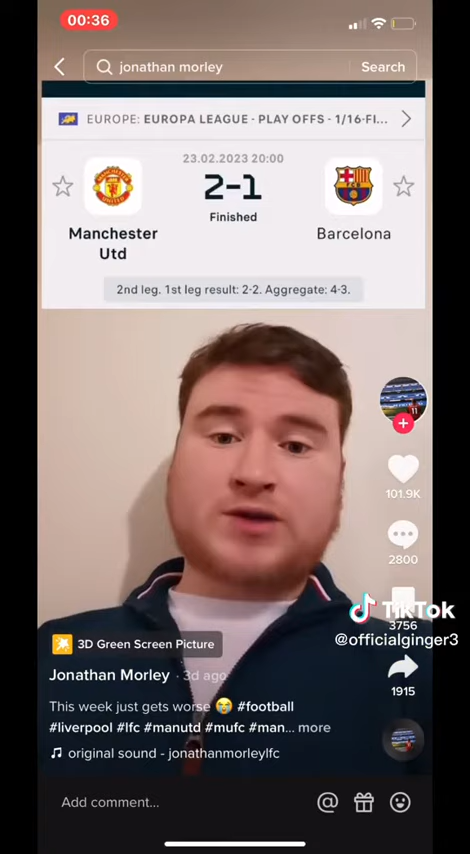 00:36
jonathan morley
Search
EUROPE: EUROPA LEAGUE - PLAY OFFS - 1/16-FI...
23.02.2023 20:00
2-1
Finished
Manchester
Utd
Barcelona
2nd leg. 1st leg result: 2-2. Aggregate: 4-3.
101.9K
2800
3756
TikTok
@officialginger3
1915
3D Green Screen Picture
Jonathan Morley · 3d ago
This week just gets worse 😭 #football
#liverpool #lfc #manutd #mufc #man... more
original sound - jonathanmorleylfc
Add comment...